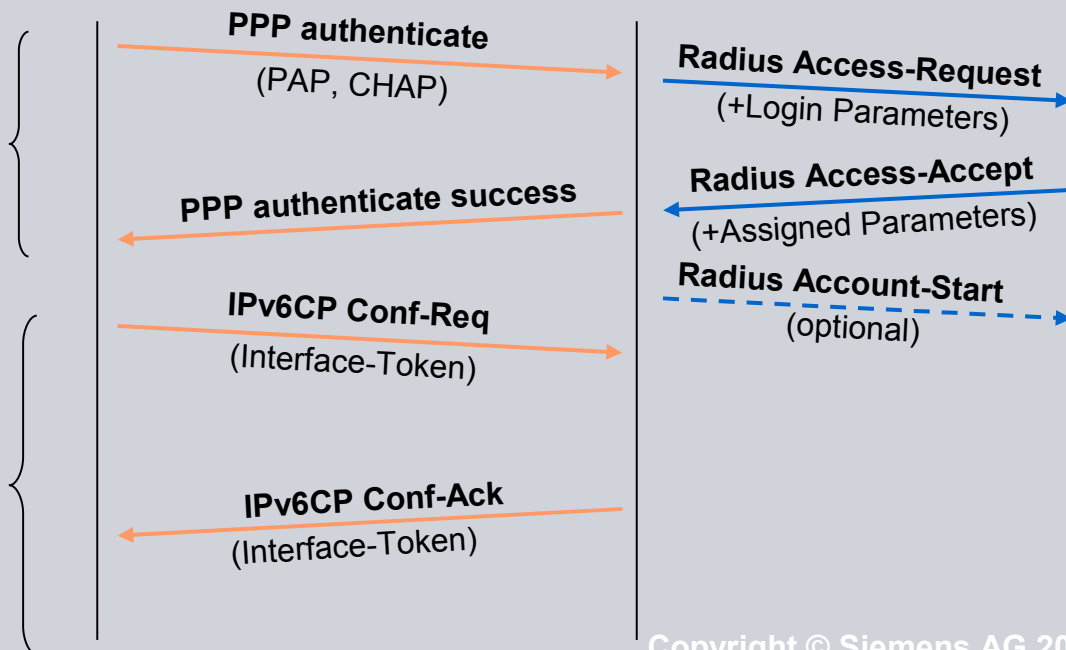 PPP authenticate
(PAP, CHAP)
Radius Access-Request
(+Login Parameters)
Radius Access-Accept
(+Assigned Parameters)
PPP authenticate success
Radius Account-Start
(optional)
IPv6CP Conf-Req
(Interface-Token)
IPv6CP Conf-Ack
(Interface-Token)
Copyright © Siemens AG 20